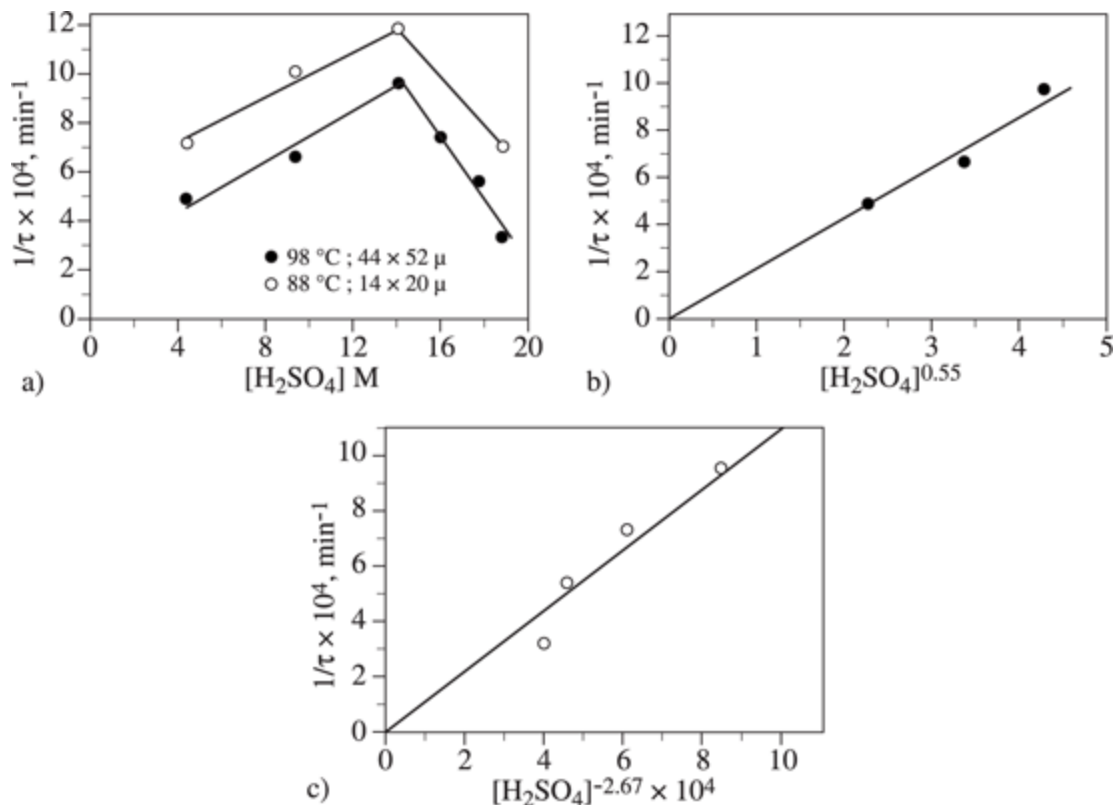 12
10
8
6
4
2
0
1/τ × 10⁴, min⁻¹
98 °C ; 44 × 52 μ
88 °C ; 14 × 20 μ
0 4 8 12 16 20
[H₂SO₄] M
a)
12
10
8
6
4
2
0
1/τ × 10⁴, min⁻¹
0 1 2 3 4 5
[H₂SO₄]⁰·⁵⁵
b)
10
8
6
4
2
0
1/τ × 10⁴, min⁻¹
0 2 4 6 8 10
[H₂SO₄]⁻²·⁶⁷ × 10⁴
c)